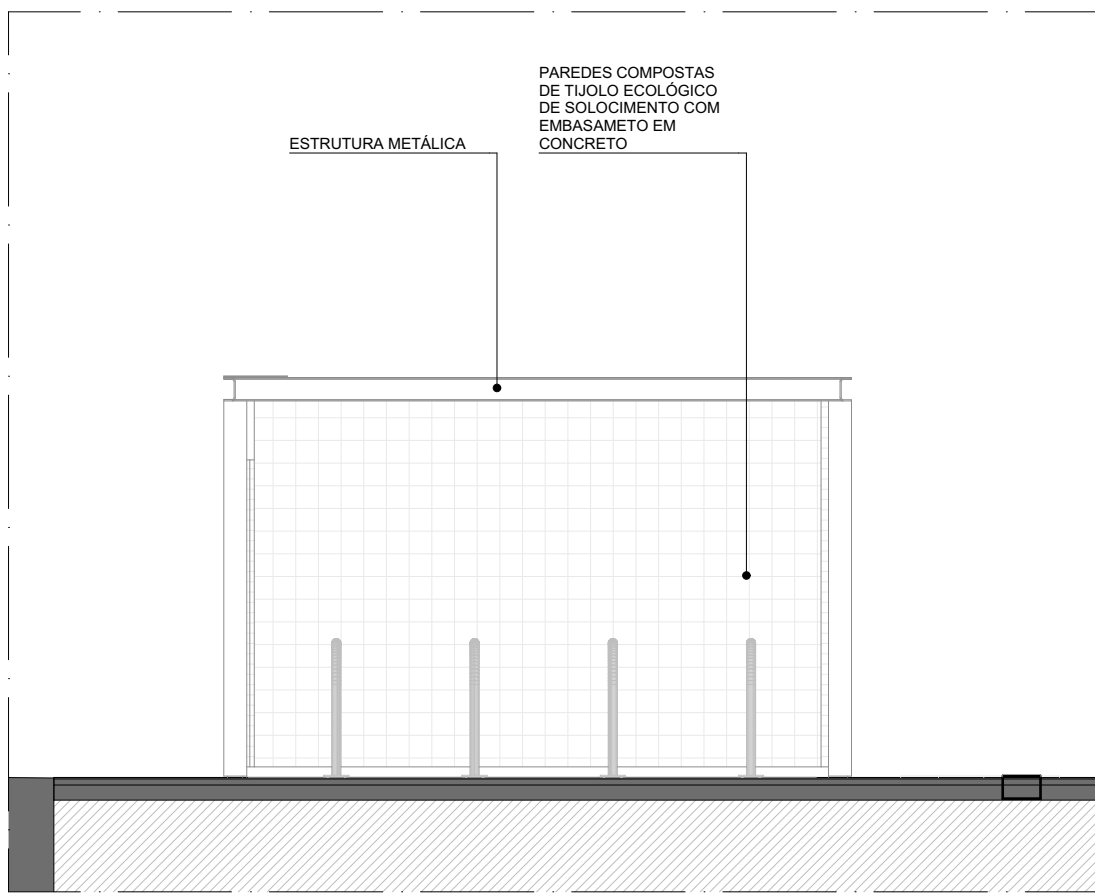 PAREDES COMPOSTAS
DE TIJOLO ECOLÓGICO
DE SOLOCIMENTO COM
EMBASAMETO EM
CONCRETO
ESTRUTURA METÁLICA